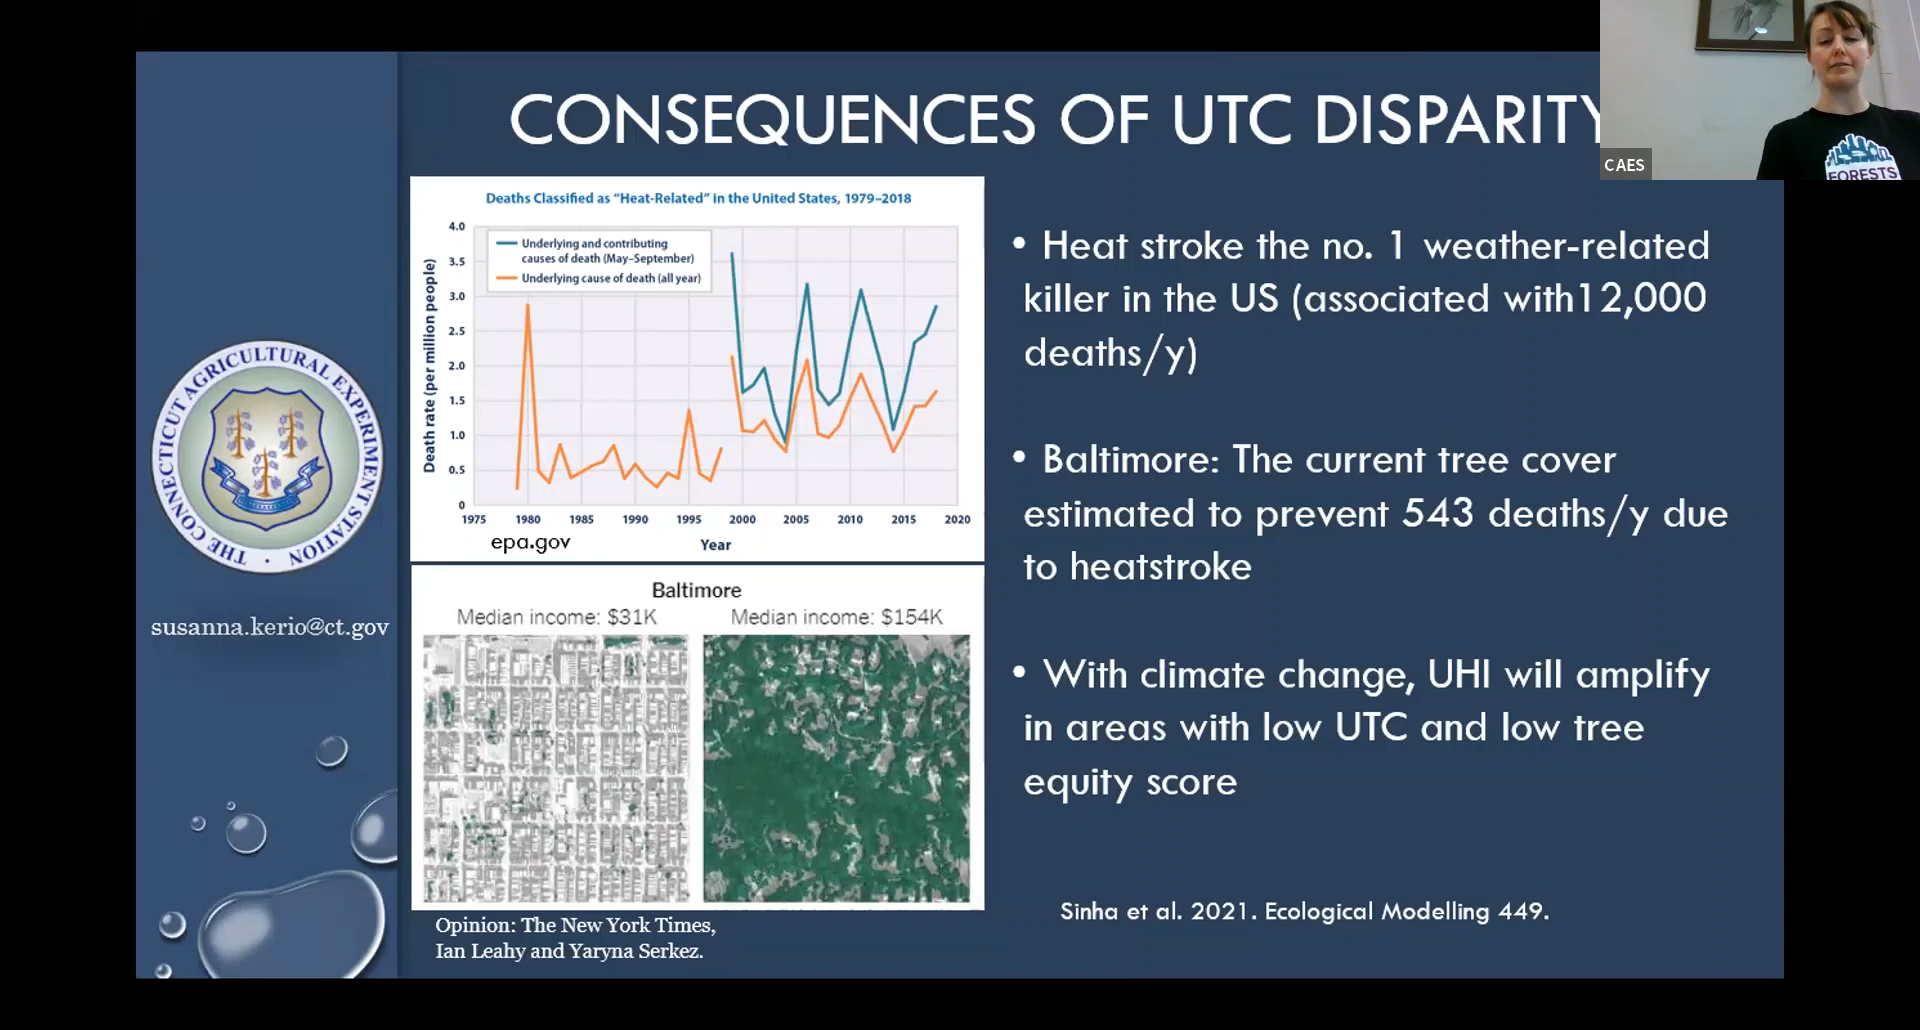 CONSEQUENCES OF UTC DISPARITY
CAES
FORESTS
Deaths Classified as "Heat-Related" in the United States, 1979–2018
Death rate (per million people)
4.0
3.5
3.0
2.5
2.0
1.5
1.0
0.5
0
Underlying and contributing
causes of death (May–September)
Underlying cause of death (all year)
1975 1980 1985 1990 1995 2000 2005 2010 2015 2020
epa.gov
Year
Baltimore
Median income: $31K Median income: $154K
Opinion: The New York Times,
Ian Leahy and Yaryna Serkez.
THE CONNECTICUT AGRICULTURAL EXPERIMENT STATION
susanna.kerio@ct.gov
• Heat stroke the no. 1 weather-related
killer in the US (associated with12,000
deaths/y)
• Baltimore: The current tree cover
estimated to prevent 543 deaths/y due
to heatstroke
• With climate change, UHI will amplify
in areas with low UTC and low tree
equity score
Sinha et al. 2021. Ecological Modelling 449.